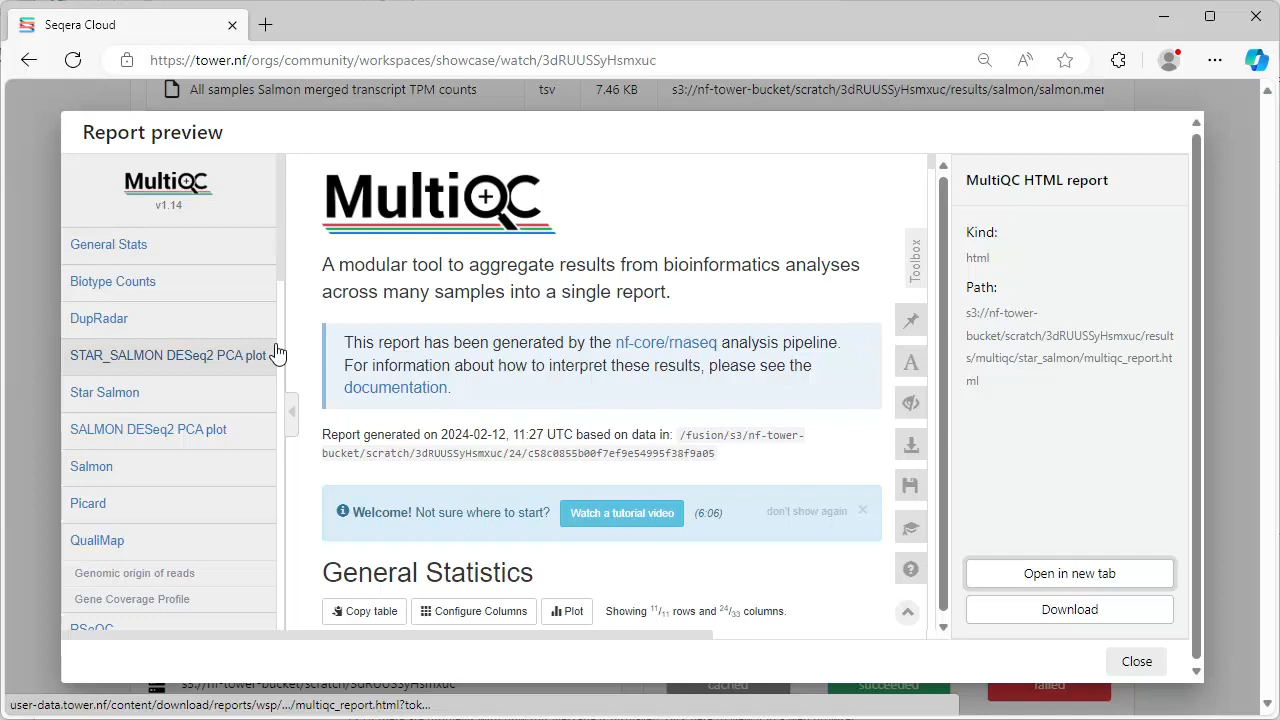 Seqera Cloud
https://tower.nf/orgs/community/workspaces/showcase/watch/3dRUUSSyHsmxuc
All samples Salmon merged transcript TPM counts tsv 7.46 KB s3://nf-tower-bucket/scratch/3dRUUSSyHsmxuc/results/salmon/salmon.mer
Report preview
MultiQC
v1.14
General Stats
Biotype Counts
DupRadar
STAR_SALMON DESeq2 PCA plot
Star Salmon
SALMON DESeq2 PCA plot
Salmon
Picard
QualiMap
Genomic origin of reads
Gene Coverage Profile
RSeQC
MultiQC
A modular tool to aggregate results from bioinformatics analyses
across many samples into a single report.
This report has been generated by the nf-core/rnaseq analysis pipeline.
For information about how to interpret these results, please see the
documentation.
Report generated on 2024-02-12, 11:27 UTC based on data in: /fusion/s3/nf-tower-
bucket/scratch/3dRUUSSyHsmxuc/24/c58c0855b00f7ef9e54995f38f9a05
Welcome! Not sure where to start? Watch a tutorial video (6:06) don't show again
General Statistics
Copy table Configure Columns Plot Showing 11/11 rows and 24/33 columns.
Toolbox
MultiQC HTML report
Kind:
html
Path:
s3://nf-tower-
bucket/scratch/3dRUUSSyHsmxuc/result
s/multiqc/star_salmon/multiqc_report.ht
ml
Open in new tab
Download
Close
s3://nf-tower-bucket/scratch/3dRUUSSyHsmxuc
cached succeeded failed
user-data.tower.nf/content/download/reports/wsp/.../multiqc_report.html?tok...